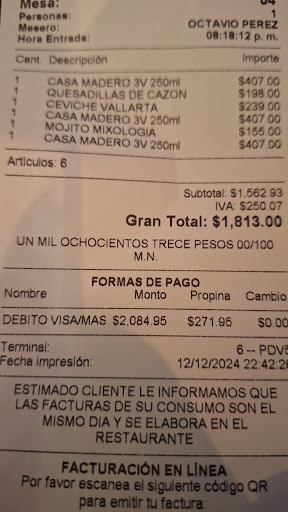 Mesa: 64
Personas: 1
Mesero: OCTAVIO PEREZ
Hora Entrada: 08:18:12 p. m.
Cant. Descripción Importe
1 CASA MADERO 3V 250ml $407.00
1 QUESADILLAS DE CAZON $198.00
1 CEVICHE VALLARTA $239.00
1 CASA MADERO 3V 250ml $407.00
1 MOJITO MIXOLOGIA $155.00
1 CASA MADERO 3V 250ml $407.00
Articulos: 6
Subtotal: $1,562.93
IVA: $250.07
Gran Total: $1,813.00
UN MIL OCHOCIENTOS TRECE PESOS 00/100
M.N.
FORMAS DE PAGO
Nombre Monto Propina Cambio
DEBITO VISA/MAS $2,084.95 $271.95 $0.00
Terminal: 6 -- PDV5
Fecha impresión: 12/12/2024 22:42:26
ESTIMADO CLIENTE LE INFORMAMOS QUE
LAS FACTURAS DE SU CONSUMO SON EL
MISMO DIA Y SE ELABORA EN EL
RESTAURANTE
FACTURACIÓN EN LÍNEA
Por favor escanea el siguiente código QR
para emitir tu factura: